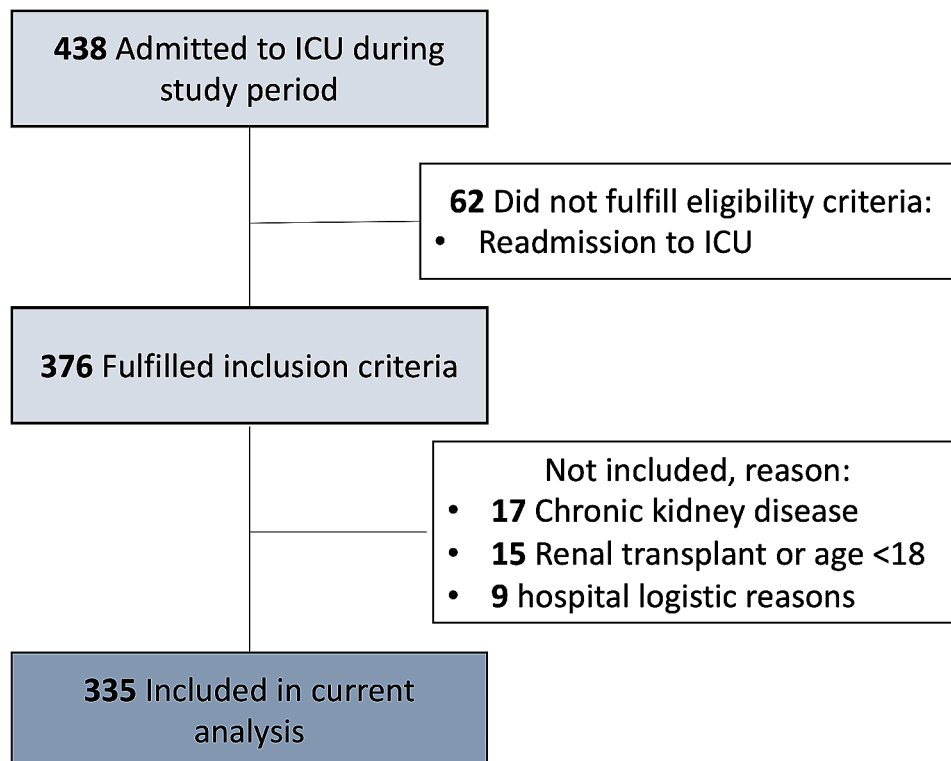 438 Admitted to ICU during
study period
62 Did not fulfill eligibility criteria:
• Readmission to ICU
376 Fulfilled inclusion criteria
Not included, reason:
• 17 Chronic kidney disease
• 15 Renal transplant or age <18
• 9 hospital logistic reasons
335 Included in current
analysis